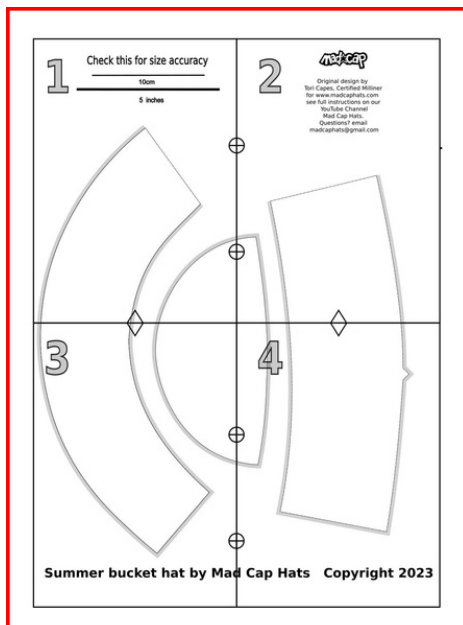 1
Check this for size accuracy
10cm
5 inches
2
mad cap
Original design by
Tori Capes, Certified Milliner
for www.madcaphats.com
see full instructions on our
YouTube Channel
Mad Cap Hats.
Questions? email
madcaphats@gmail.com
3
4
Summer bucket hat by Mad Cap Hats Copyright 2023